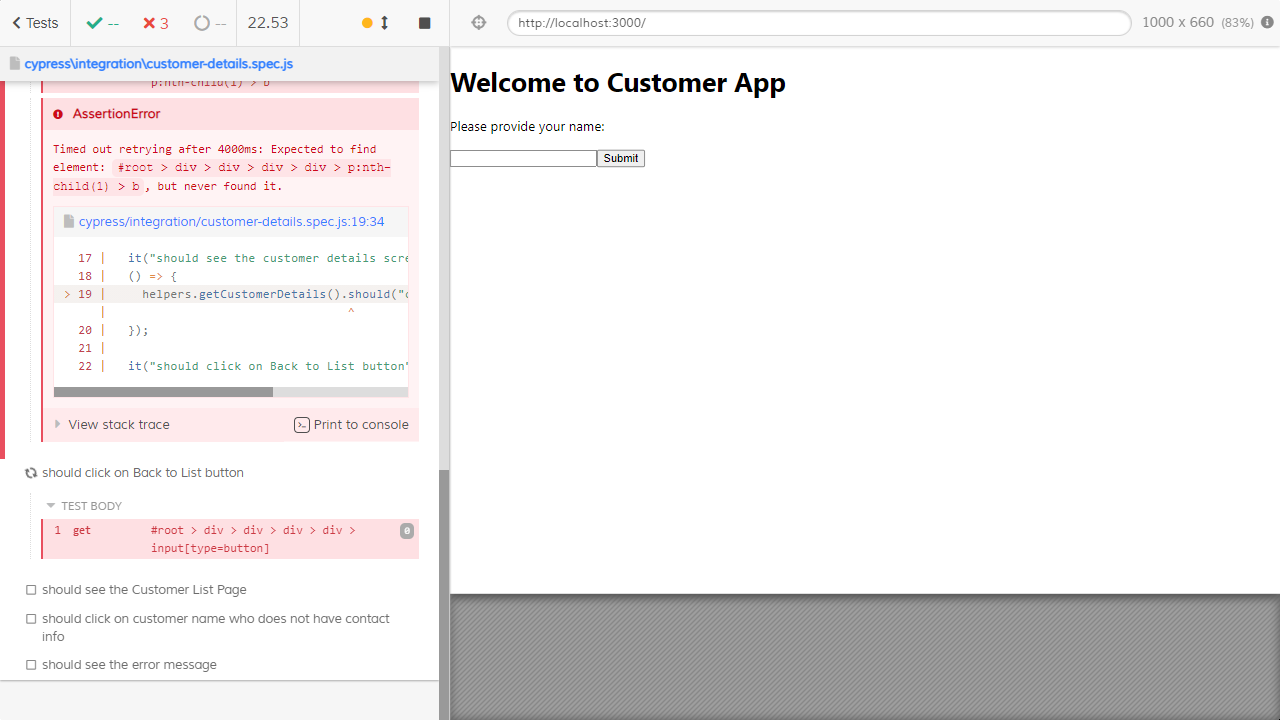 Tests
--
3
--
22.53
http://localhost:3000/
1000 x 660 (83%)
cypress\integration\customer-details.spec.js
p:nth-child(1) > b
AssertionError
Timed out retrying after 4000ms: Expected to find
element: #root > div > div > div > div > p:nth-
child(1) > b, but never found it.
cypress/integration/customer-details.spec.js:19:34
17 | it("should see the customer details scre
18 | () => {
> 19 | helpers.getCustomerDetails().should("c
| ^
20 | });
21 |
22 | it("should click on Back to List button"
View stack trace
Print to console
should click on Back to List button
TEST BODY
1 get #root > div > div > div > div >
input[type=button]
0
should see the Customer List Page
should click on customer name who does not have contact
info
should see the error message
Welcome to Customer App
Please provide your name:
Submit